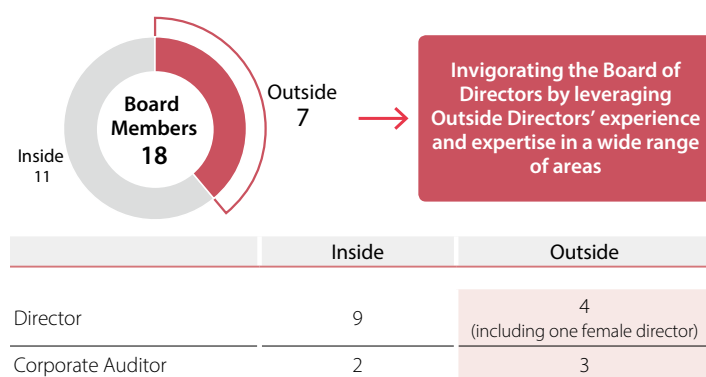 Board
Members
18
Inside
11
Outside
7
Invigorating the Board of
Directors by leveraging
Outside Directors’ experience
and expertise in a wide range
of areas
Inside Outside
Director 9 4
(including one female director)
Corporate Auditor 2 3